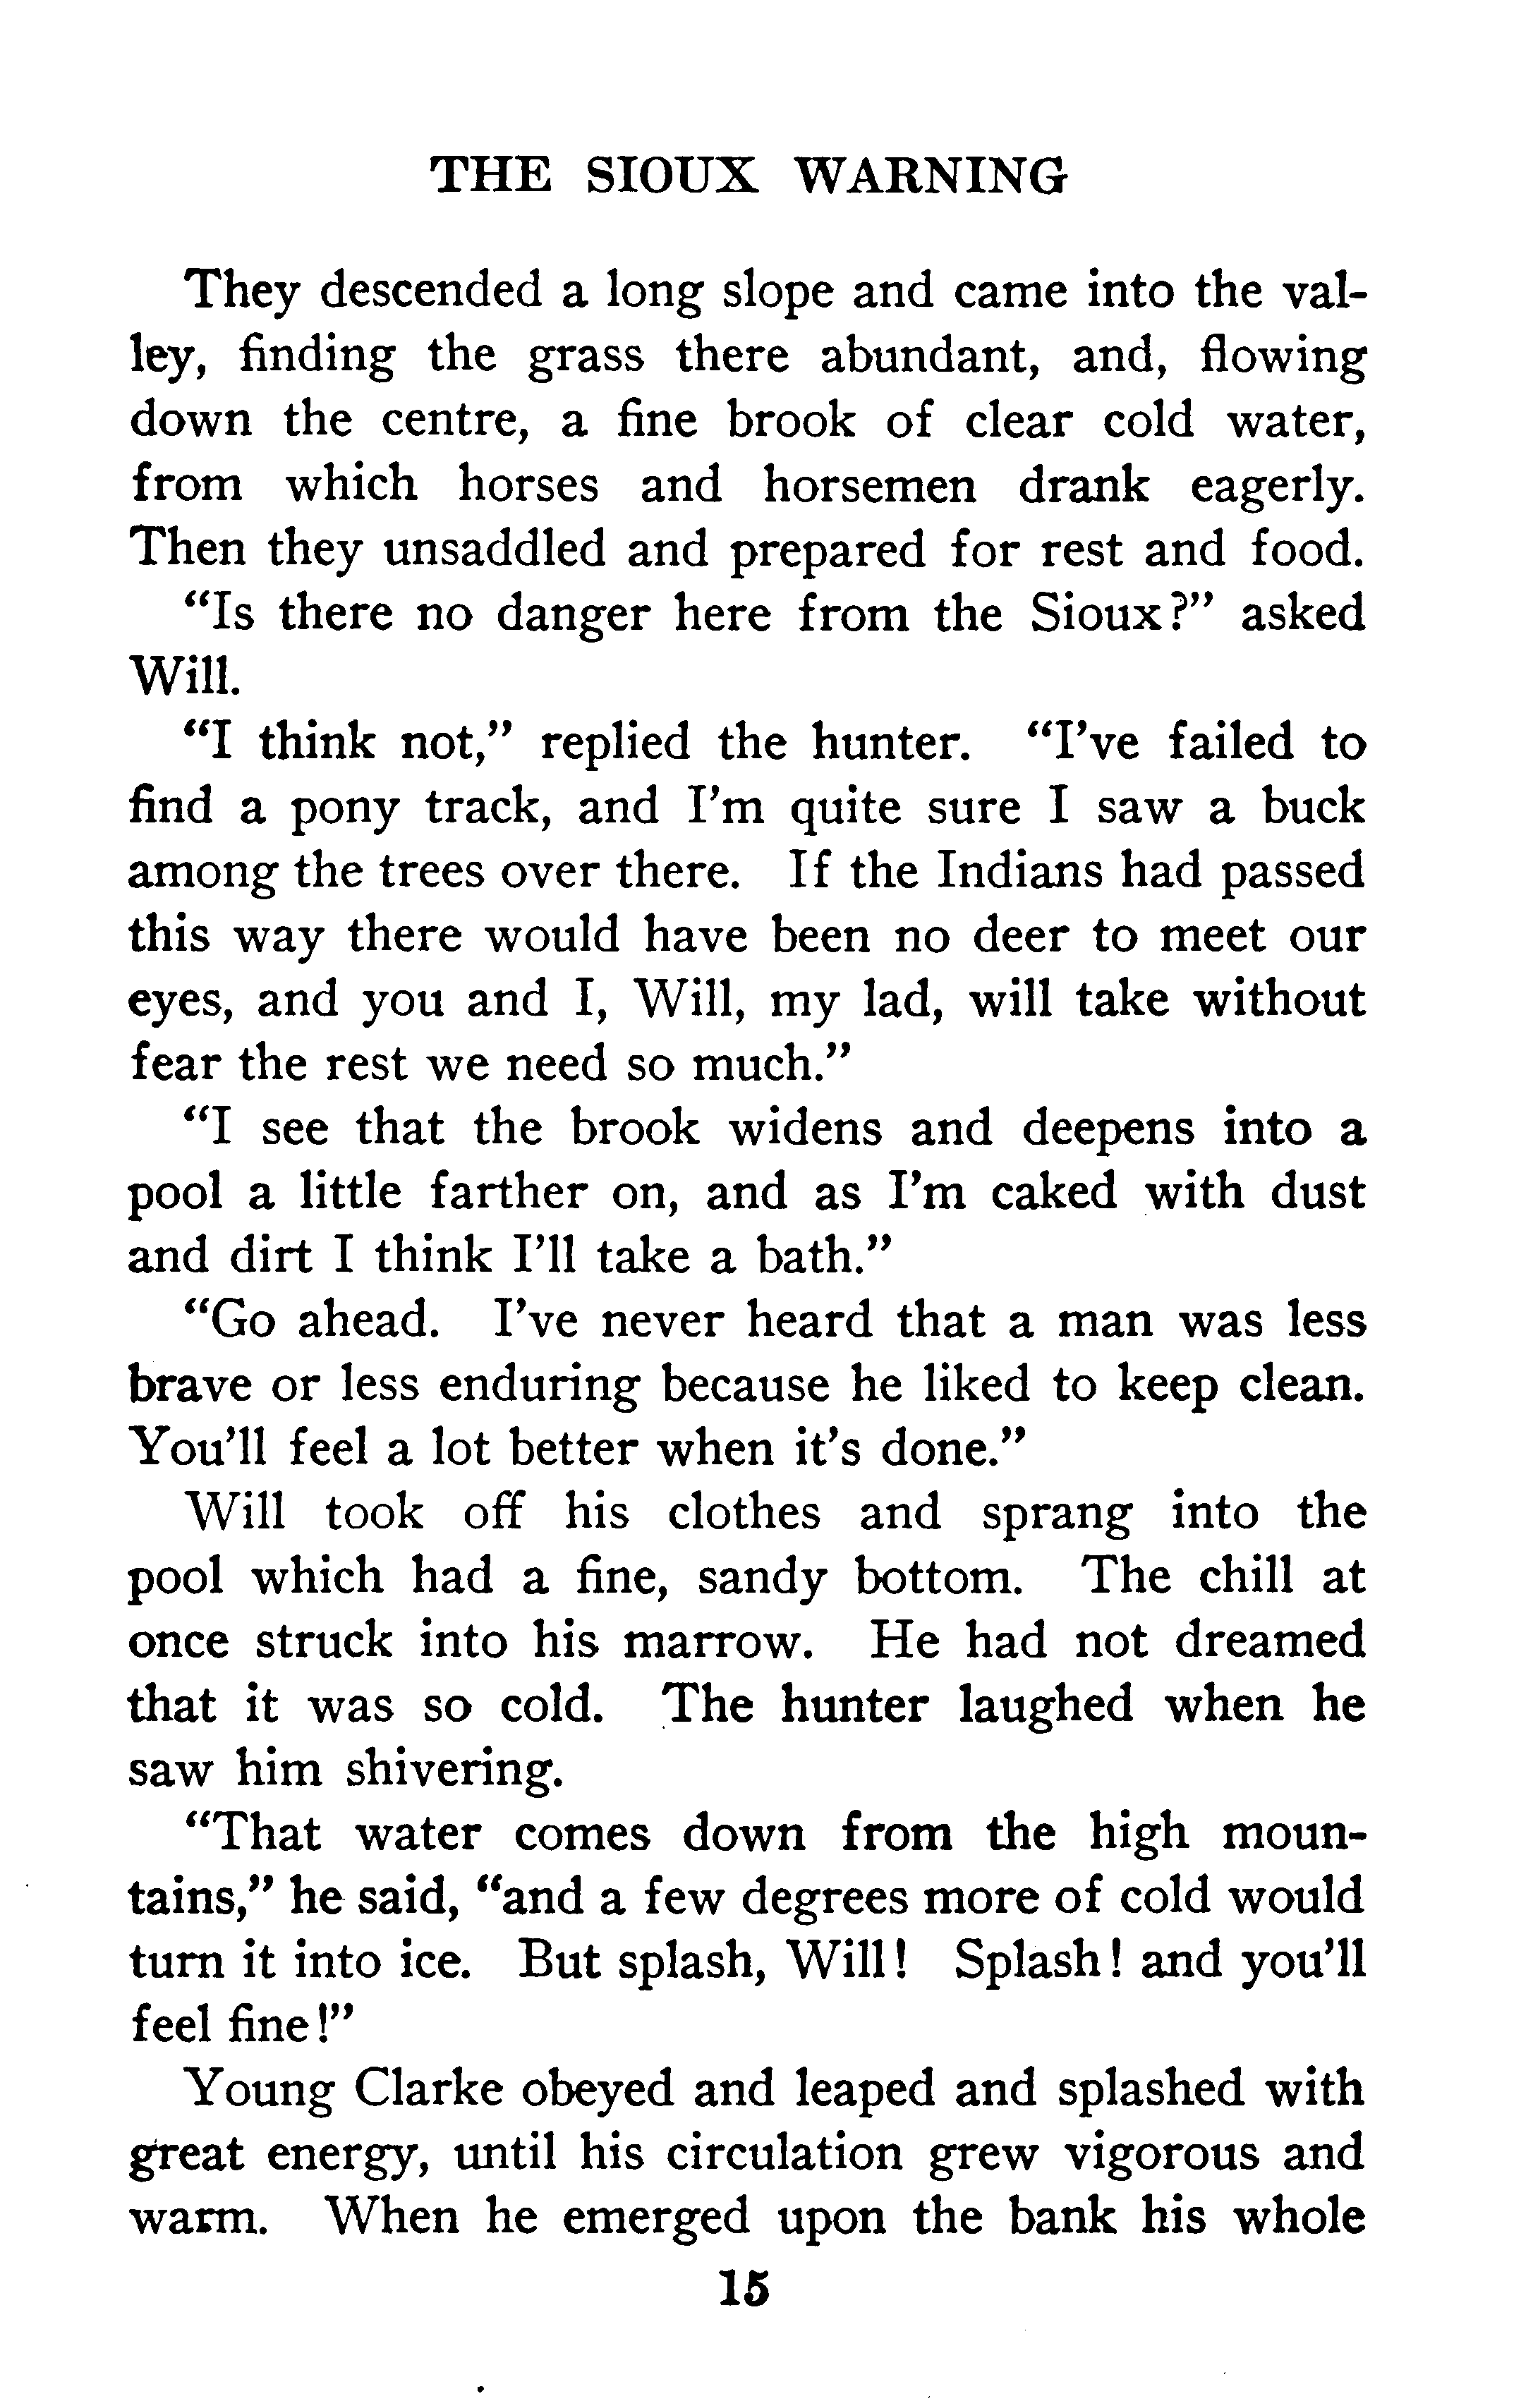 THE SIOUX WARNING
They descended a long slope and came into the val-
ley, finding the grass there abundant, and, flowing
down the centre, a fine brook of clear cold water,
from which horses and horsemen drank eagerly.
Then they unsaddled and prepared for rest and food.
"Is there no danger here from the Sioux?" asked
Will.
"I think not," replied the hunter. "I've failed to
find a pony track, and I'm quite sure I saw a buck
among the trees over there. If the Indians had passed
this way there would have been no deer to meet our
eyes, and you and I, Will, my lad, will take without
fear the rest we need so much."
"I see that the brook widens and deepens into a
pool a little farther on, and as I'm caked with dust
and dirt I think I'll take a bath."
"Go ahead. I've never heard that a man was less
brave or less enduring because he liked to keep clean.
You'll feel a lot better when it's done."
Will took off his clothes and sprang into the
pool which had a fine, sandy bottom. The chill at
once struck into his marrow. He had not dreamed
that it was so cold. The hunter laughed when he
saw him shivering.
"That water comes down from the high moun-
tains," he said, "and a few degrees more of cold would
turn it into ice. But splash, Will! Splash! and you'll
feel fine!"
Young Clarke obeyed and leaped and splashed with
great energy, until his circulation grew vigorous and
warm. When he emerged upon the bank his whole
15